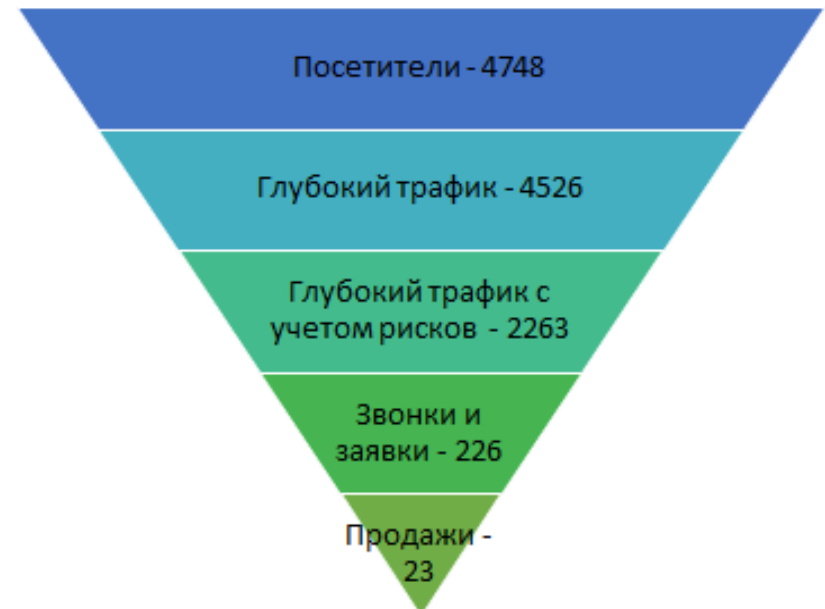 Посетители - 4748
Глубокий трафик - 4526
Глубокий трафик с
учетом рисков - 2263
Звонки и
заявки - 226
Продажи -
23